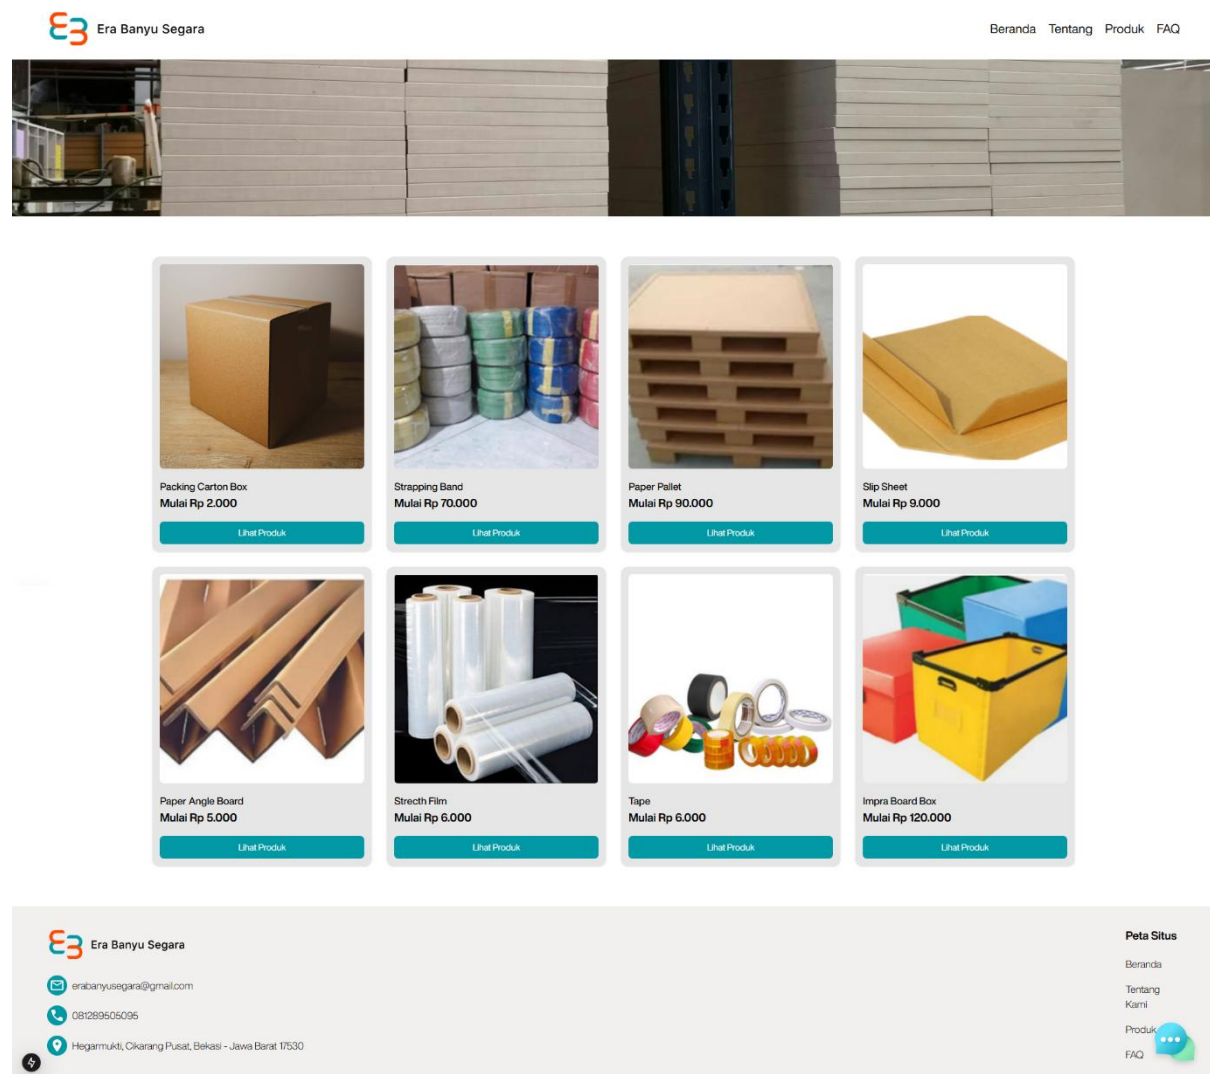 Era Banyu Segara
Beranda Tentang Produk FAQ
Packing Carton Box
Mulai Rp 2.000
Lihat Produk
Strapping Band
Mulai Rp 70.000
Lihat Produk
Paper Pallet
Mulai Rp 90.000
Lihat Produk
Slip Sheet
Mulai Rp 9.000
Lihat Produk
Paper Angle Board
Mulai Rp 5.000
Lihat Produk
Strecth Film
Mulai Rp 6.000
Lihat Produk
Tape
Mulai Rp 6.000
Lihat Produk
Impra Board Box
Mulai Rp 120.000
Lihat Produk
Era Banyu Segara
erabanyusegara@gmail.com
081289505095
Hegarmukti, Cikarang Pusat, Bekasi - Jawa Barat 17530
Peta Situs
Beranda
Tentang
Kami
Produk
FAQ